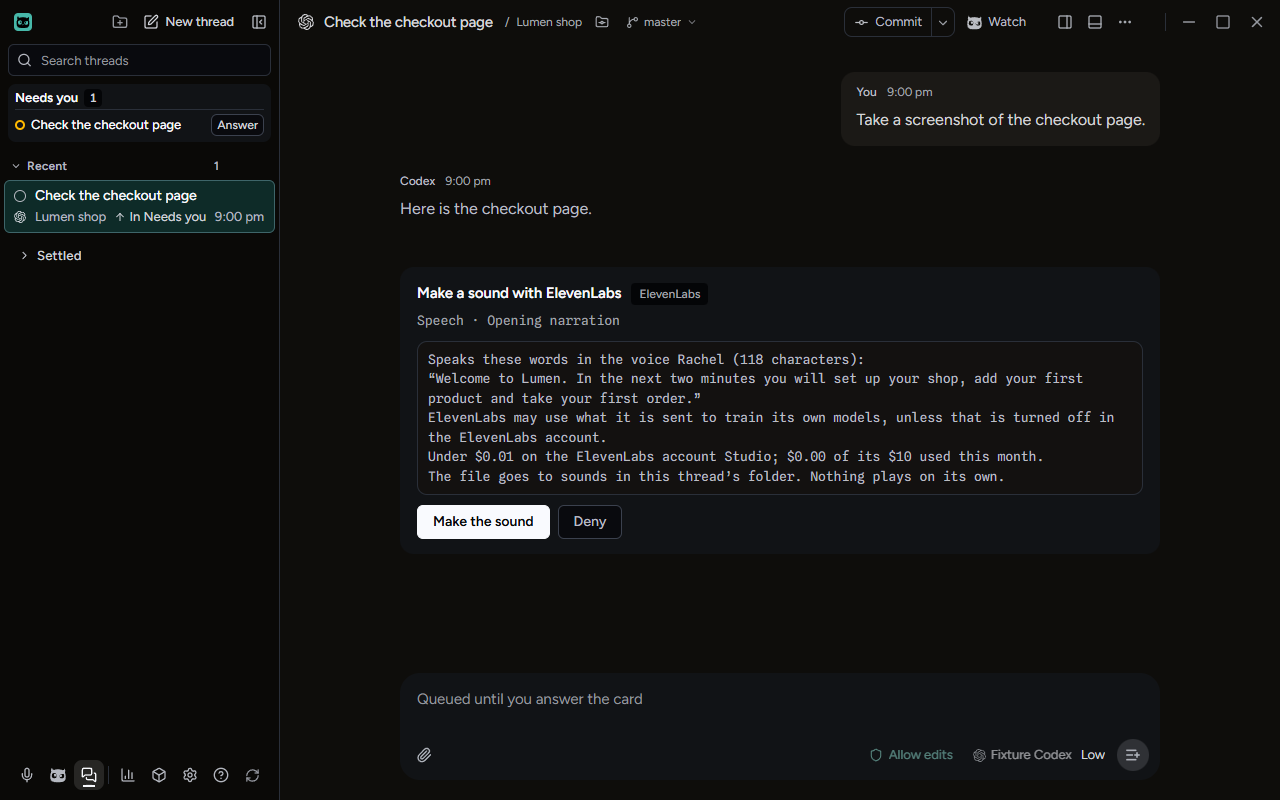 New thread
Search threads
Needs you 1
Check the checkout page Answer
Recent 1
Check the checkout page
Lumen shop ↑ In Needs you 9:00 pm
Settled
Check the checkout page / Lumen shop master
Commit Watch
You 9:00 pm
Take a screenshot of the checkout page.
Codex 9:00 pm
Here is the checkout page.
Make a sound with ElevenLabs ElevenLabs
Speech · Opening narration
Speaks these words in the voice Rachel (118 characters):
“Welcome to Lumen. In the next two minutes you will set up your shop, add your first
product and take your first order.”
ElevenLabs may use what it is sent to train its own models, unless that is turned off in
the ElevenLabs account.
Under $0.01 on the ElevenLabs account Studio; $0.00 of its $10 used this month.
The file goes to sounds in this thread’s folder. Nothing plays on its own.
Make the sound Deny
Queued until you answer the card
Allow edits Fixture Codex Low